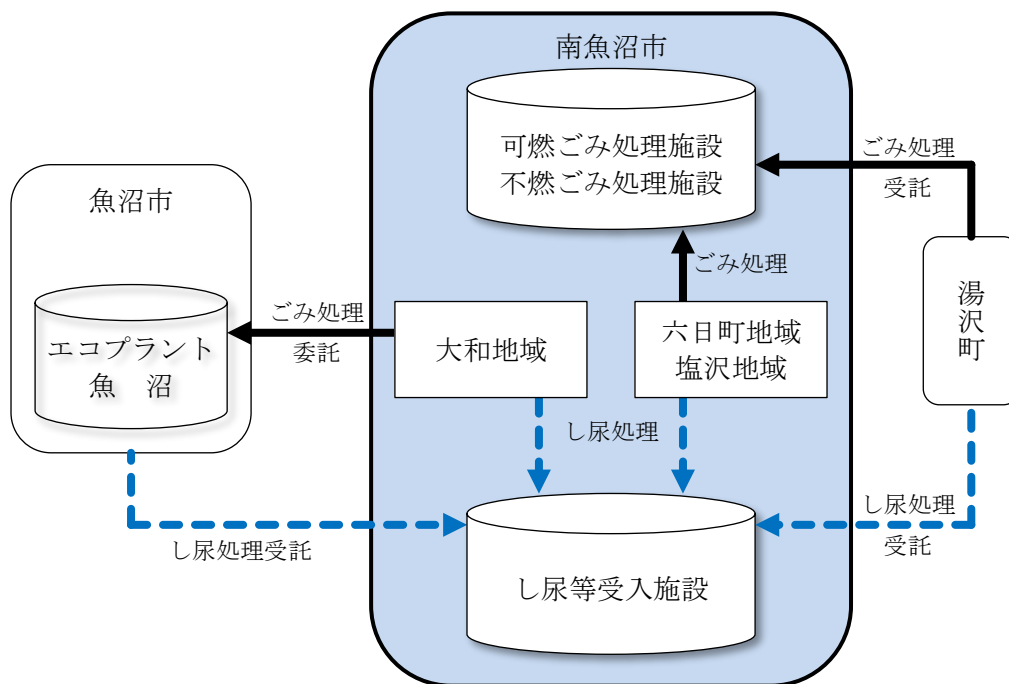 南魚沼市
可燃ごみ処理施設
不燃ごみ処理施設
ごみ処理
受託
魚沼市
エコプラント
魚　沼
ごみ処理
委託
大和地域
ごみ処理
六日町地域
塩沢地域
湯沢町
し尿処理
し尿処理受託
し尿処理
受託
し尿等受入施設